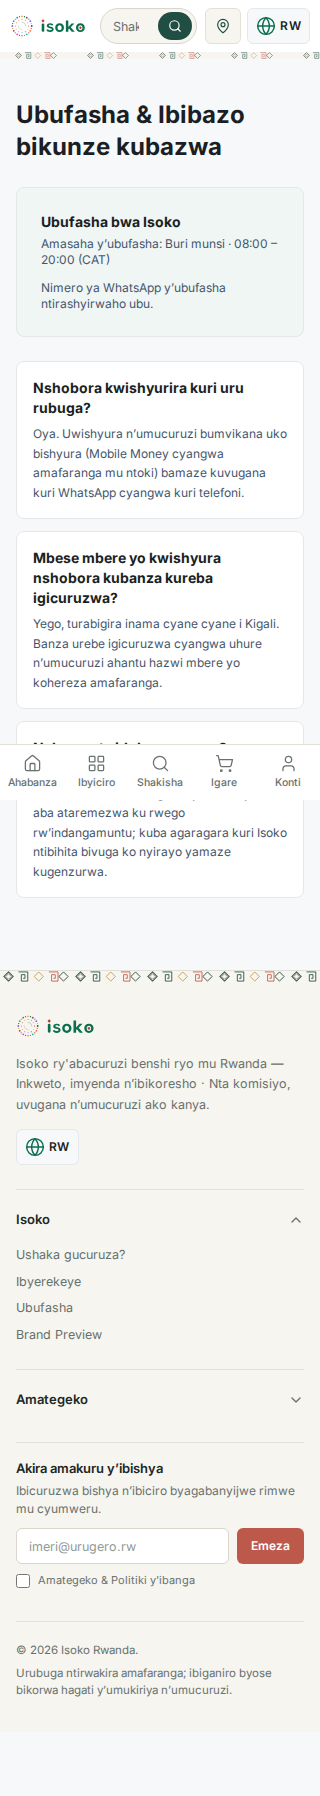 isoko
Shak
RW
Ubufasha & Ibibazo
bikunze kubazwa
Ubufasha bwa Isoko
Amasaha y’ubufasha: Buri munsi · 08:00 –
20:00 (CAT)
Nimero ya WhatsApp y’ubufasha
ntirashyirwaho ubu.
Nshobora kwishyurira kuri uru
rubuga?
Oya. Uwishyura n’umucuruzi bumvikana uko
bishyura (Mobile Money cyangwa
amafaranga mu ntoki) bamaze kuvugana
kuri WhatsApp cyangwa kuri telefoni.
Mbese mbere yo kwishyura
nshobora kubanza kureba
igicuruzwa?
Yego, turabigira inama cyane cyane i Kigali.
Banza urebe igicuruzwa cyangwa uhure
n’umucuruzi ahantu hazwi mbere yo
kohereza amafaranga.
Ahabanza
Ibyiciro
Shakisha
Igare
Konti
aba ataremezwa ku rwego
rw’indangamuntu; kuba agaragara kuri Isoko
ntibihita bivuga ko nyirayo yamaze
kugenzurwa.
isoko
Isoko ry'abacuruzi benshi ryo mu Rwanda —
Inkweto, imyenda n’ibikoresho · Nta komisiyo,
uvugana n’umucuruzi ako kanya.
RW
Isoko
Ushaka gucuruza?
Ibyerekeye
Ubufasha
Brand Preview
Amategeko
Akira amakuru y’ibishya
Ibicuruzwa bishya n’ibiciro byagabanyijwe rimwe
mu cyumweru.
imeri@urugero.rw
Emeza
Amategeko & Politiki y'ibanga
© 2026 Isoko Rwanda.
Urubuga ntirwakira amafaranga; ibiganiro byose
bikorwa hagati y’umukiriya n’umucuruzi.